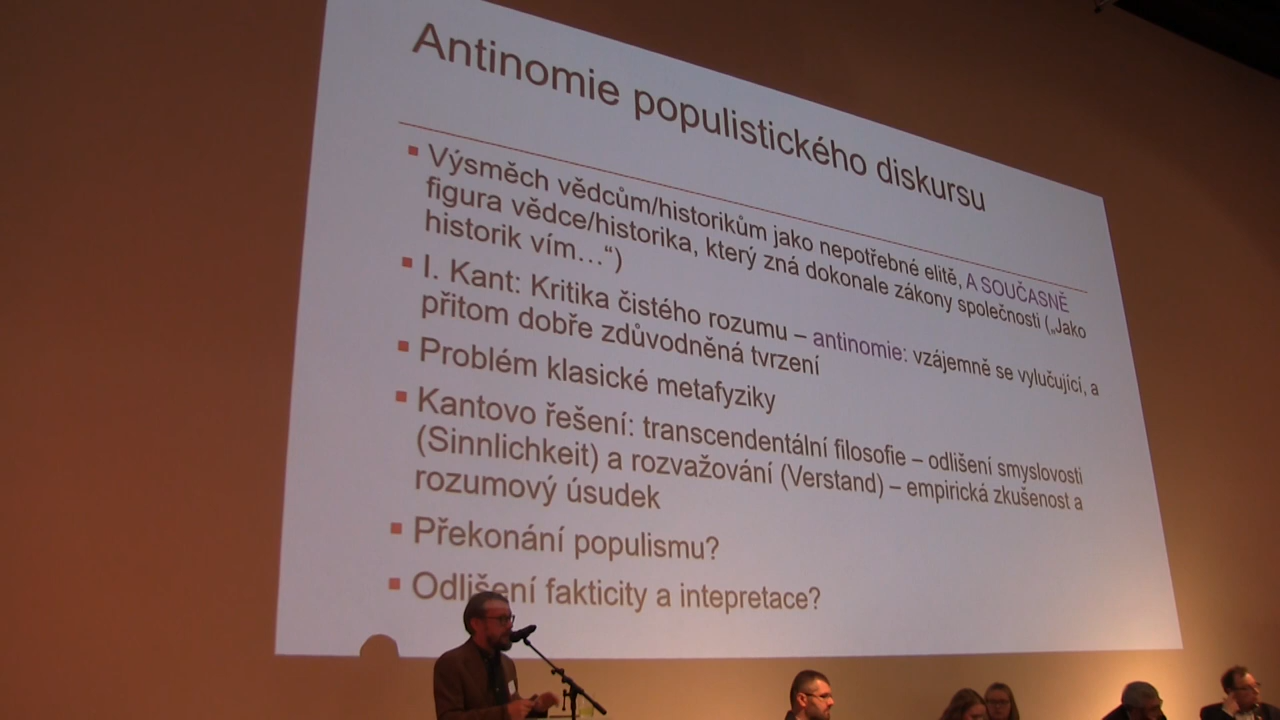 Antinomie populistického diskursu
Výsměch vědcům/historikům jako nepotřebné elitě, A SOUČASNĚ
figura vědce/historika, který zná dokonale zákony společnosti („Jako
historik vím…“)
I. Kant: Kritika čistého rozumu – antinomie: vzájemně se vylučující, a
přitom dobře zdůvodněná tvrzení
Problém klasické metafyziky
Kantovo řešení: transcendentální filosofie – odlišení smyslovosti
(Sinnlichkeit) a rozvažování (Verstand) – empirická zkušenost a
rozumový úsudek
Překonání populismu?
Odlišení fakticity a intepretace?